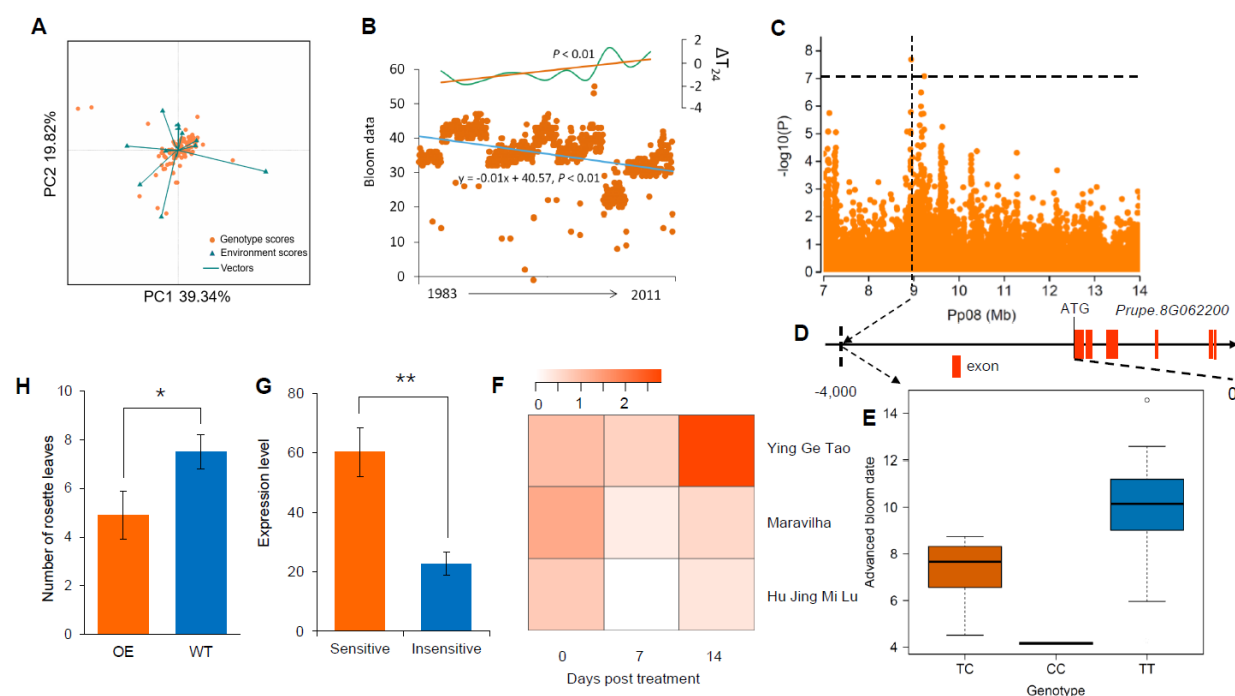 A
PC2 19.82%
Genotype scores
Environment scores
Vectors
PC1 39.34%
B
P < 0.01
ΔT24
2
0
-2
-4
Bloom data
60
50
40
30
20
10
0
y = -0.01x + 40.57, P < 0.01
1983
2011
C
-log10(P)
8
7
6
5
4
3
2
1
0
7 8 9 10 11 12 13 14
Pp08 (Mb)
D
ATG
Prupe.8G062200
exon
-4,000
0
H
Number of rosette leaves
10
8
6
4
2
0
*
OE WT
G
Expression level
80
60
40
20
0
**
Sensitive Insensitive
F
0 1 2
Ying Ge Tao
Maravilha
Hu Jing Mi Lu
0 7 14
Days post treatment
E
Advanced bloom date
14
12
10
8
6
4
TC CC TT
Genotype